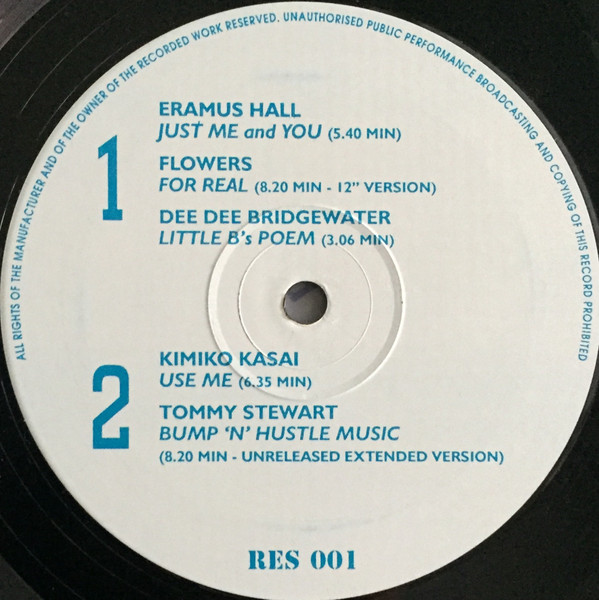 ALL RIGHTS OF THE MANUFACTURER AND OF THE OWNER OF THE RECORDED WORK RESERVED. UNAUTHORISED PUBLIC PERFORMANCE BROADCASTING AND COPYING OF THIS RECORD PROHIBITED
1
ERAMUS HALL
JUST ME and YOU (5.40 MIN)
FLOWERS
FOR REAL (8.20 MIN - 12" VERSION)
DEE DEE BRIDGEWATER
LITTLE B's POEM (3.06 MIN)
2
KIMIKO KASAI
USE ME (6.35 MIN)
TOMMY STEWART
BUMP 'N' HUSTLE MUSIC
(8.20 MIN - UNRELEASED EXTENDED VERSION)
RES 001